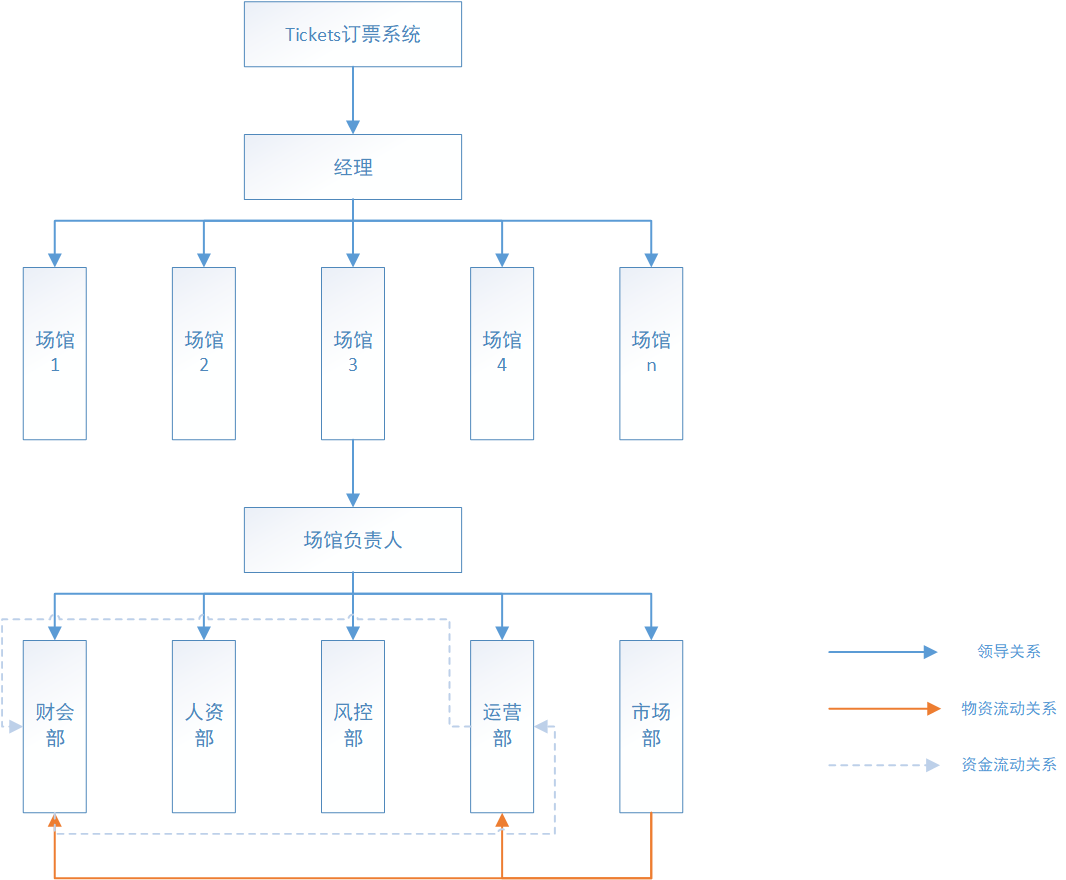 Tickets订票系统
经理
场馆
1
场馆
2
场馆
3
场馆
4
场馆
n
场馆负责人
财会
部
人资
部
风控
部
运营
部
市场
部
领导关系
物资流动关系
资金流动关系